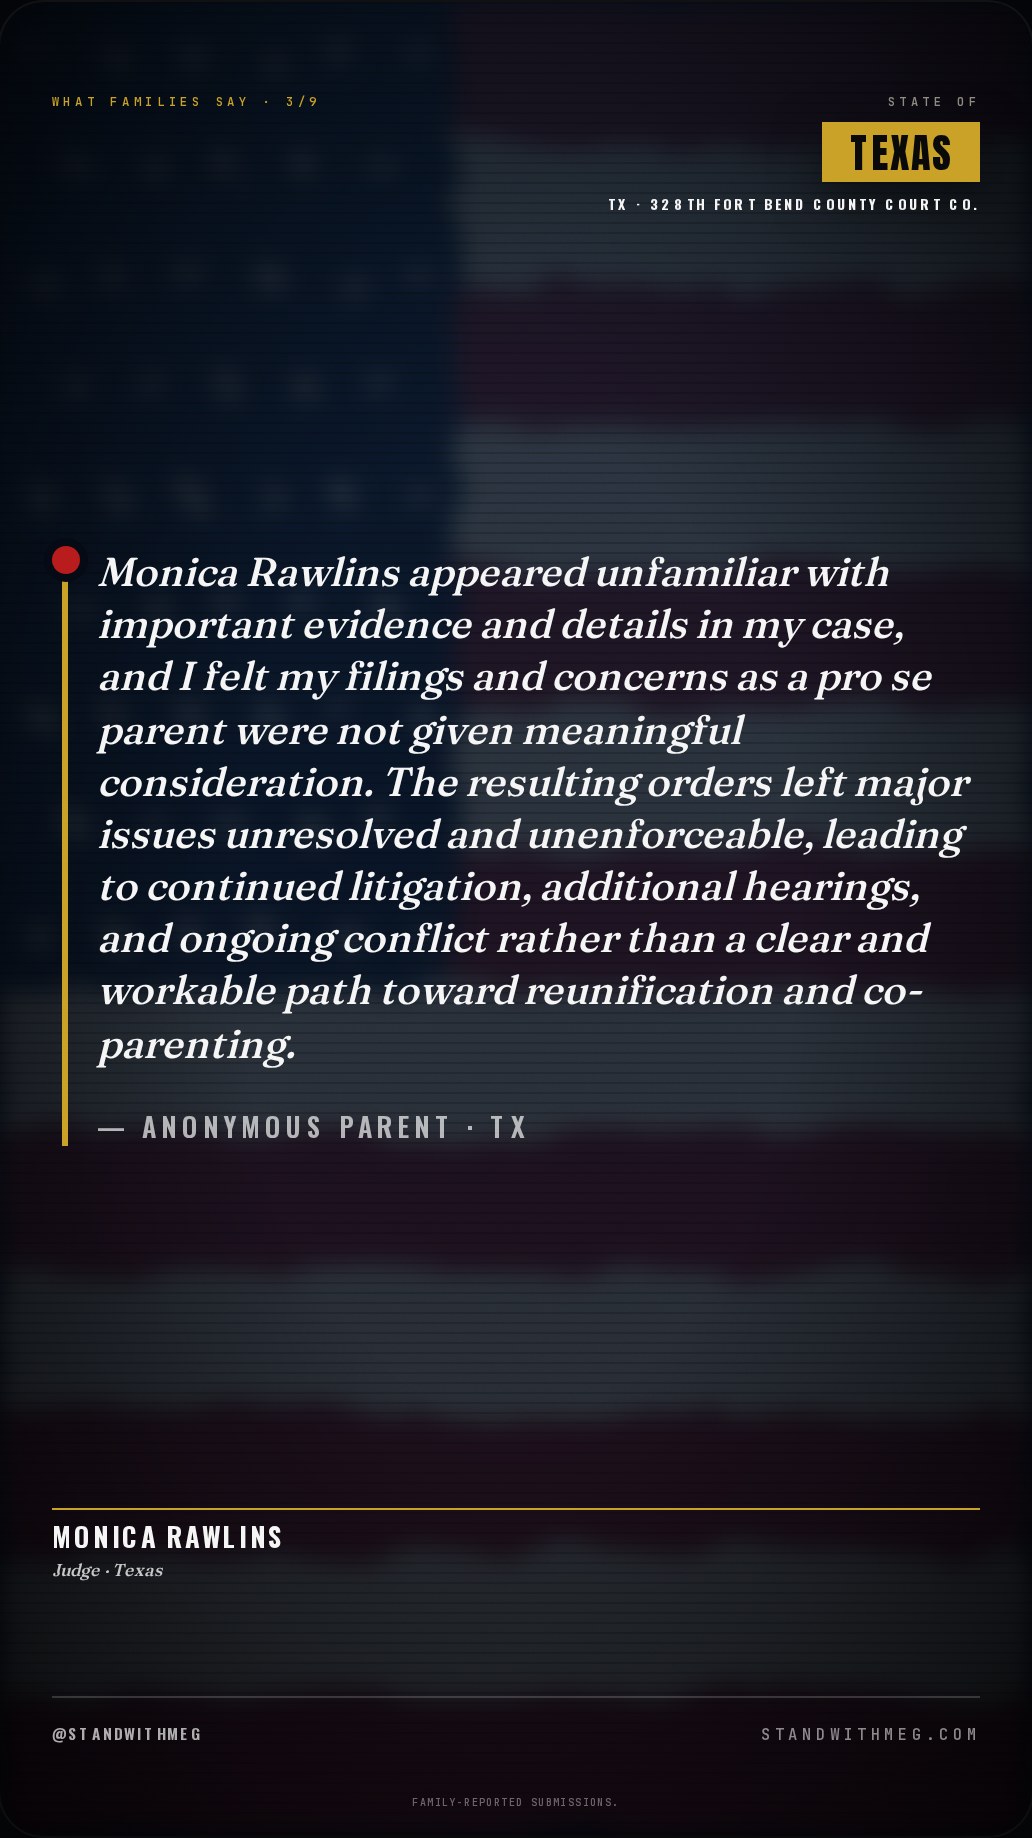 WHAT FAMILIES SAY · 3/9
STATE OF
TEXAS
TX · 328TH FORT BEND COUNTY COURT CO.
Monica Rawlins appeared unfamiliar with
important evidence and details in my case,
and I felt my filings and concerns as a pro se
parent were not given meaningful
consideration. The resulting orders left major
issues unresolved and unenforceable, leading
to continued litigation, additional hearings,
and ongoing conflict rather than a clear and
workable path toward reunification and co-
parenting.
— ANONYMOUS PARENT · TX
MONICA RAWLINS
Judge · Texas
@STANDWITHMEG
STANDWITHMEG.COM
FAMILY-REPORTED SUBMISSIONS.